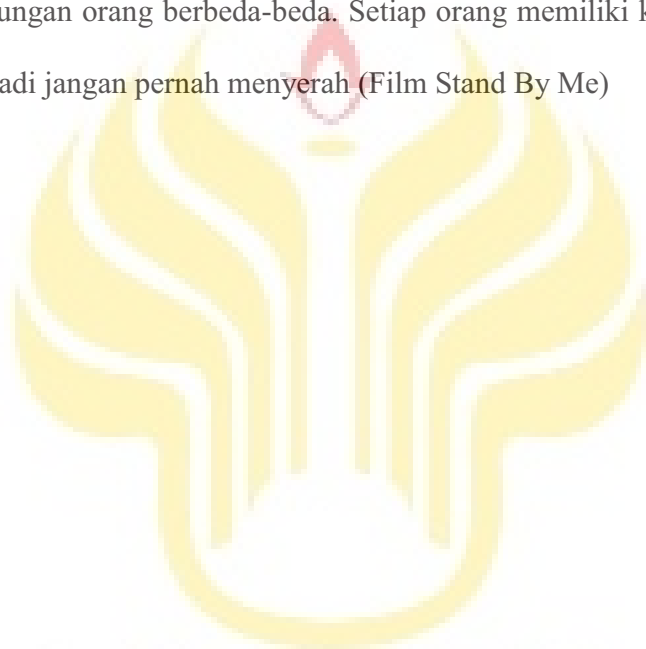 ungan orang berbeda-beda. Setiap orang memiliki k
adi jangan pernah menyerah (Film Stand By Me)